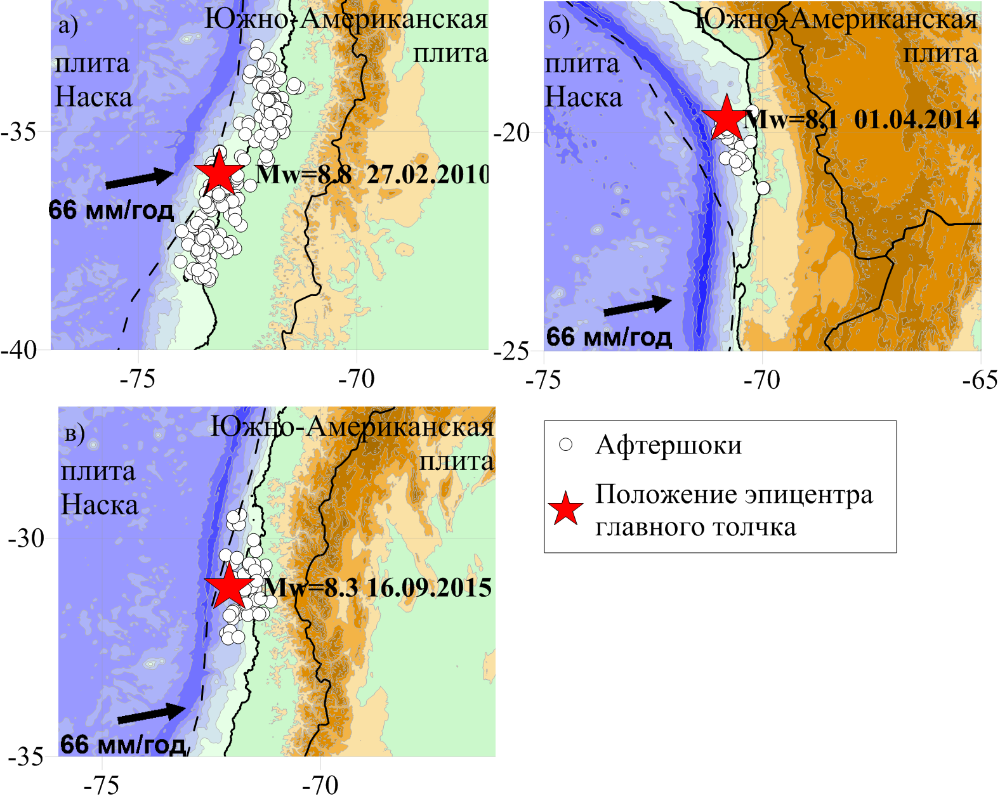 а)
Южно-Американская
плита
плита
Наска
-35
Mw=8.8 27.02.2010
66 мм/год
-40
-75
-70
б)
Южно-Американская
плита
плита
Наска
-20
Mw=8.1 01.04.2014
66 мм/год
-25
-75
-70
-65
в)
Южно-Американская
плита
плита
Наска
-30
Mw=8.3 16.09.2015
66 мм/год
-35
-75
-70
Афтершоки
Положение эпицентра
главного толчка